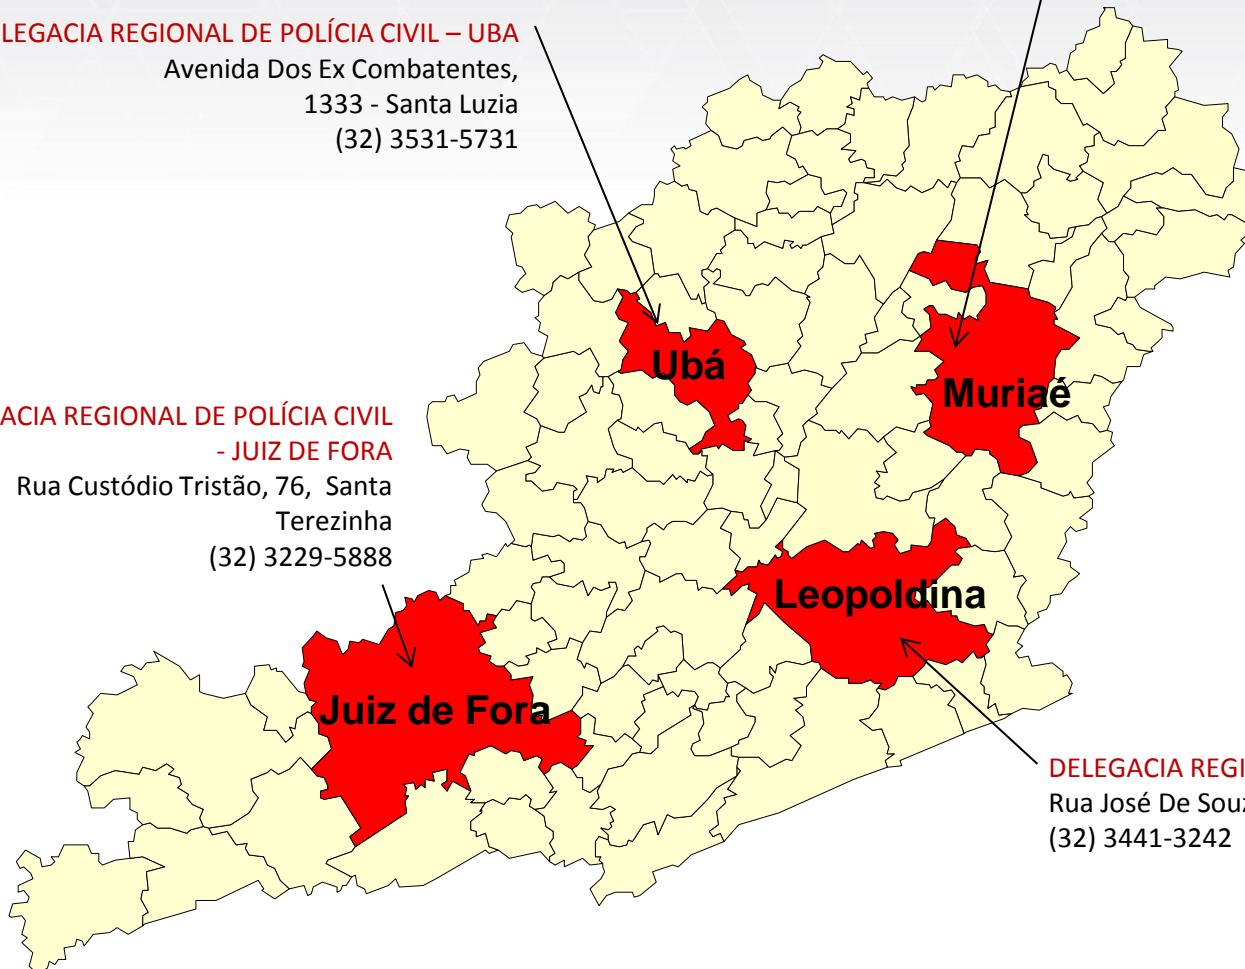 LEGACIA REGIONAL DE POLÍCIA CIVIL – UBA
Avenida Dos Ex Combatentes,
1333 - Santa Luzia
(32) 3531-5731
Ubá
Muriaé
ACIA REGIONAL DE POLÍCIA CIVIL
- JUIZ DE FORA
Rua Custódio Tristão, 76, Santa
Terezinha
(32) 3229-5888
Leopoldina
Juiz de Fora
DELEGACIA REGI
Rua José De Souz
(32) 3441-3242